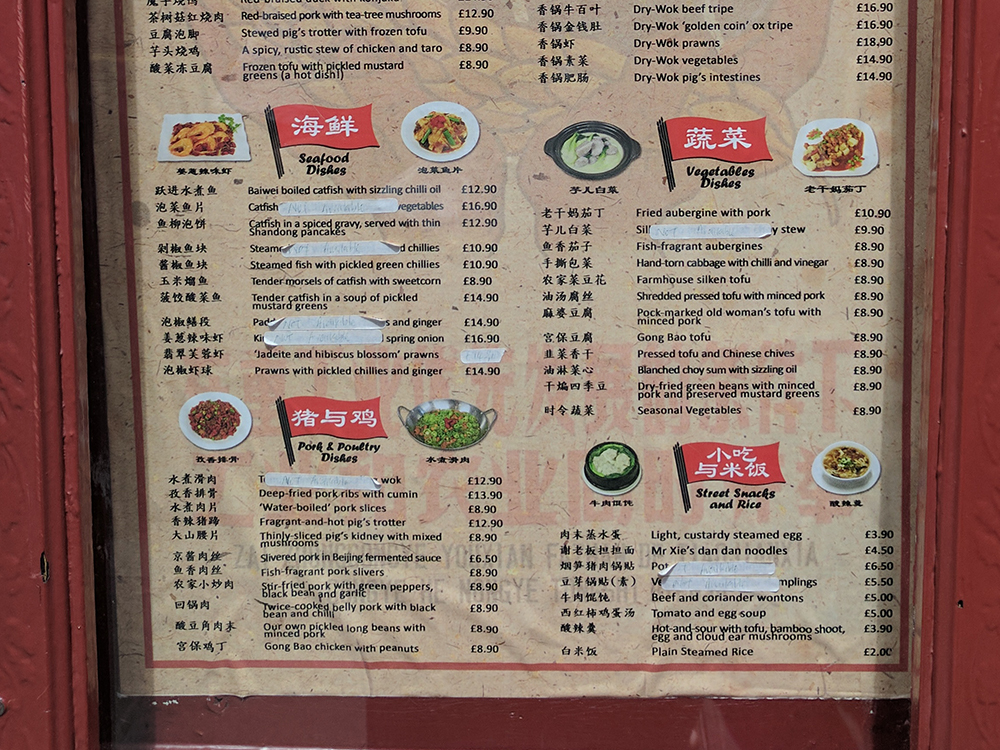 茶树菇红烧肉 Red-braised pork with tea-tree mushrooms £12.90
豆腐泡脚 Stewed pig's trotter with frozen tofu £9.90
芋头烧鸡 A spicy, rustic stew of chicken and taro £8.90
酸菜冻豆腐 Frozen tofu with pickled mustard £8.90
greens (a hot dish!)
香锅牛百叶 Dry-Wok beef tripe £16.90
香锅金钱肚 Dry-Wok 'golden coin' ox tripe £16.90
香锅虾 Dry-Wok prawns £18.90
香锅素菜 Dry-Wok vegetables £14.90
香锅肥肠 Dry-Wok pig's intestines £14.90
海鲜
Seafood
Dishes
姜葱辣味虾
泡菜鱼片
跃进水煮鱼 Baiwei boiled catfish with sizzling chilli oil £12.90
泡菜鱼片 Catfish Not Available vegetables £16.90
鱼柳泡饼 Catfish in a spiced gravy, served with thin £12.90
Shandong pancakes
剁椒鱼块 Steam Not Available d chillies £10.90
酱椒鱼块 Steamed fish with pickled green chillies £10.90
玉米熘鱼 Tender morsels of catfish with sweetcorn £8.90
菠饺酸菜鱼 Tender catfish in a soup of pickled £14.90
mustard greens
泡椒鳝段 Not Available s and ginger £14.90
姜葱辣味虾 Not Available spring onion £16.90
翡翠芙蓉虾 'Jadeite and hibiscus blossom' prawns
泡椒虾球 Prawns with pickled chillies and ginger £14.90
猪与鸡
Pork & Poultry
Dishes
孜香排骨
水煮滑肉
水煮滑肉 Not Available wok £12.90
孜香排骨 Deep-fried pork ribs with cumin £13.90
水煮肉片 'Water-boiled' pork slices £8.90
香辣猪蹄 Fragrant-and-hot pig's trotter £12.90
大山腰片 Thinly-sliced pig's kidney with mixed £8.90
mushrooms
京酱肉丝 Slivered pork in Beijing fermented sauce £6.50
鱼香肉丝 Fish-fragrant pork slivers £8.90
农家小炒肉 Stir-fried pork with green peppers, £8.90
black bean and garlic
回锅肉 Twice-cooked belly pork with black £8.90
bean and chilli
酸豆角肉末 Our own pickled long beans with £8.90
minced pork
宫保鸡丁 Gong Bao chicken with peanuts £8.90
蔬菜
Vegetables
Dishes
芋儿白菜
老干妈茄丁
老干妈茄丁 Fried aubergine with pork £10.90
芋儿白菜 Sil Not Available y stew £9.90
鱼香茄子 Fish-fragrant aubergines £8.90
手撕包菜 Hand-torn cabbage with chilli and vinegar £8.90
农家菜豆花 Farmhouse silken tofu £8.90
油汤腐丝 Shredded pressed tofu with minced pork £8.90
麻婆豆腐 Pock-marked old woman's tofu with £8.90
minced pork
宫保豆腐 Gong Bao tofu £8.90
韭菜香干 Pressed tofu and Chinese chives £8.90
油淋菜心 Blanched choy sum with sizzling oil £8.90
干煸四季豆 Dry-fried green beans with minced £8.90
pork and preserved mustard greens
时令蔬菜 Seasonal Vegetables £8.90
小吃
与米饭
Street Snacks
and Rice
牛肉馄饨
酸辣羹
肉末蒸水蛋 Light, custardy steamed egg £3.90
谢老板担担面 Mr Xie's dan dan noodles £4.50
烟笋猪肉锅贴 Pot Not Available £6.50
豆芽锅贴(素) Ve Not Available mplings £5.50
牛肉馄饨 Beef and coriander wontons £5.00
西红柿鸡蛋汤 Tomato and egg soup £5.00
酸辣羹 Hot-and-sour with tofu, bamboo shoot, £3.90
egg and cloud ear mushrooms
白米饭 Plain Steamed Rice £2.00